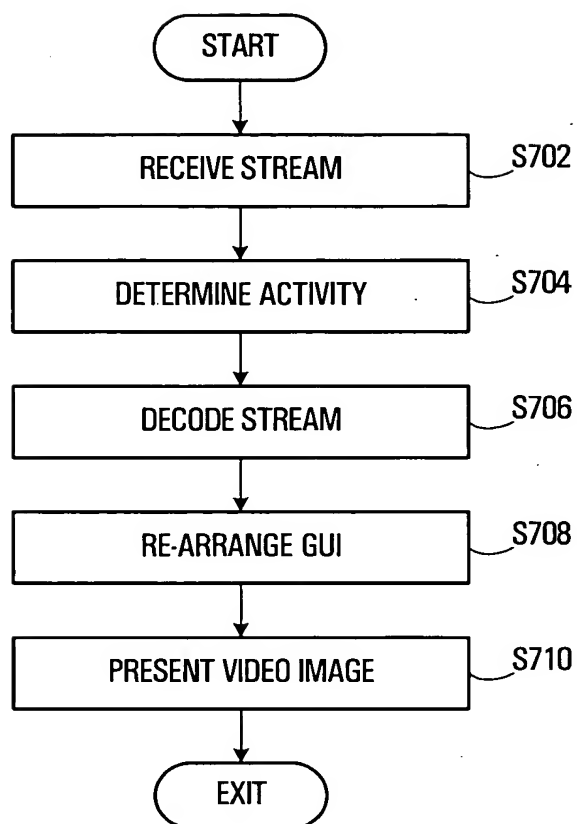 START
RECEIVE STREAM
S702
DETERMINE ACTIVITY
S704
DECODE STREAM
S706
RE-ARRANGE GUI
S708
PRESENT VIDEO IMAGE
S710
EXIT